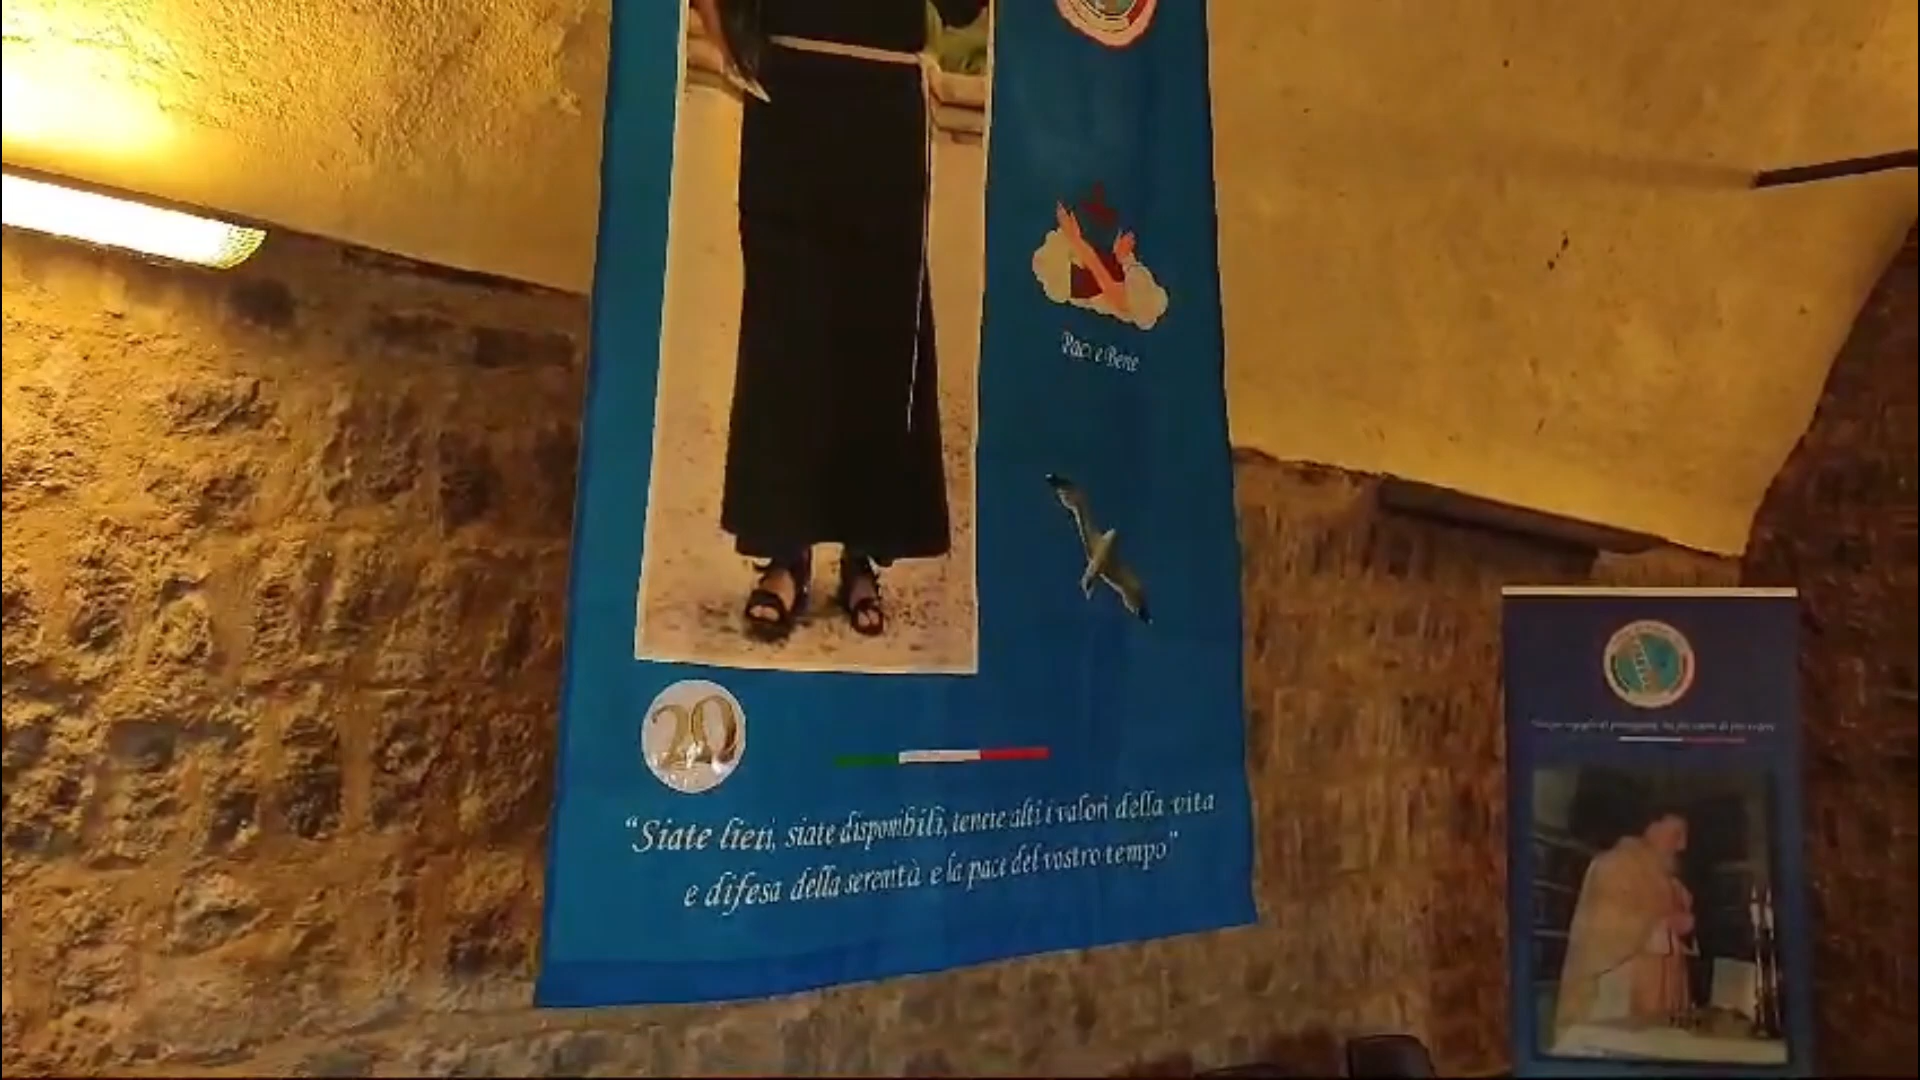 Pace e Bene
20
“Siate lieti, siate disponibili, tenete alti i valori della vita
e difesa della serenità e la pace del vostro tempo”